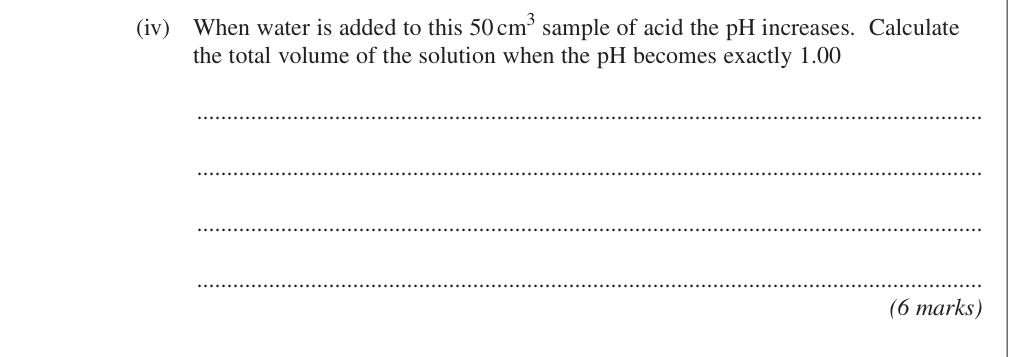 (iv) When water is added to this 50 cm³ sample of acid the pH increases. Calculate
the total volume of the solution when the pH becomes exactly 1.00
(6 marks)